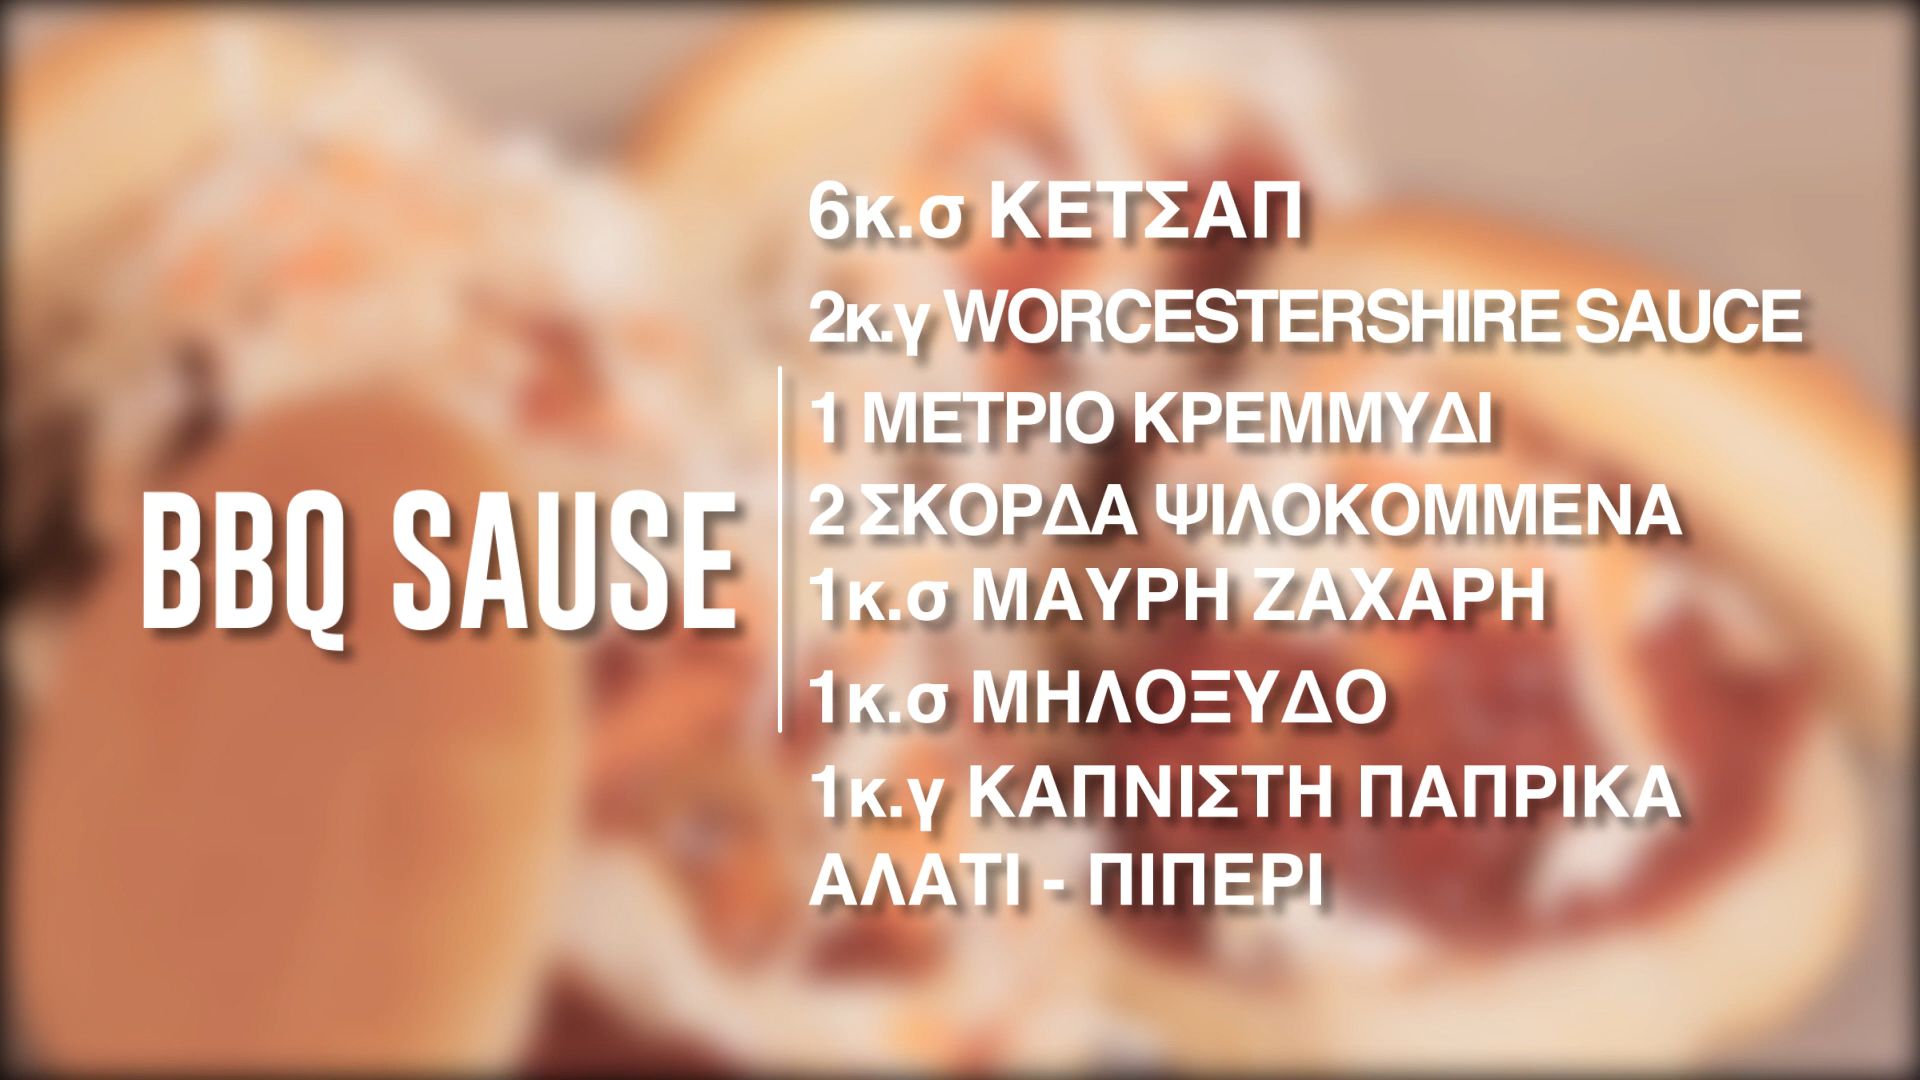 BBQ SAUSE
6κ.σ ΚΕΤΣΑΠ
2κ.γ WORCESTERSHIRE SAUCE
1 ΜΕΤΡΙΟ ΚΡΕΜΜΥΔΙ
2 ΣΚΟΡΔΑ ΨΙΛΟΚΟΜΜΕΝΑ
1κ.σ ΜΑΥΡΗ ΖΑΧΑΡΗ
1κ.σ ΜΗΛΟΞΥΔΟ
1κ.γ ΚΑΠΝΙΣΤΗ ΠΑΠΡΙΚΑ
ΑΛΑΤΙ - ΠΙΠΕΡΙ